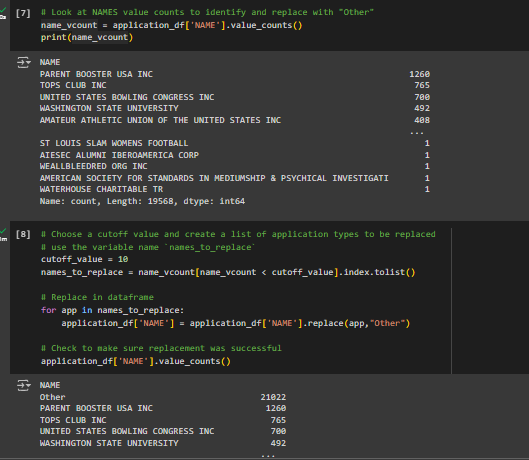 [7] # Look at NAMES value counts to identify and replace with "Other"
name_vcount = application_df['NAME'].value_counts()
print(name_vcount)
NAME
PARENT BOOSTER USA INC 1260
TOPS CLUB INC 765
UNITED STATES BOWLING CONGRESS INC 700
WASHINGTON STATE UNIVERSITY 492
AMATEUR ATHLETIC UNION OF THE UNITED STATES INC 408
...
ST LOUIS SLAM WOMENS FOOTBALL 1
AIESEC ALUMNI IBEROAMERICA CORP 1
WEALLBLEEDRED ORG INC 1
AMERICAN SOCIETY FOR STANDARDS IN MEDIUMSHIP & PSYCHICAL INVESTIGATI 1
WATERHOUSE CHARITABLE TR 1
Name: count, Length: 19568, dtype: int64
[8] # Choose a cutoff value and create a list of application types to be replaced
# use the variable name `names_to_replace`
cutoff_value = 10
names_to_replace = name_vcount[name_vcount < cutoff_value].index.tolist()
# Replace in dataframe
for app in names_to_replace:
application_df['NAME'] = application_df['NAME'].replace(app,"Other")
# Check to make sure replacement was successful
application_df['NAME'].value_counts()
NAME
Other 21022
PARENT BOOSTER USA INC 1260
TOPS CLUB INC 765
UNITED STATES BOWLING CONGRESS INC 700
WASHINGTON STATE UNIVERSITY 492
...